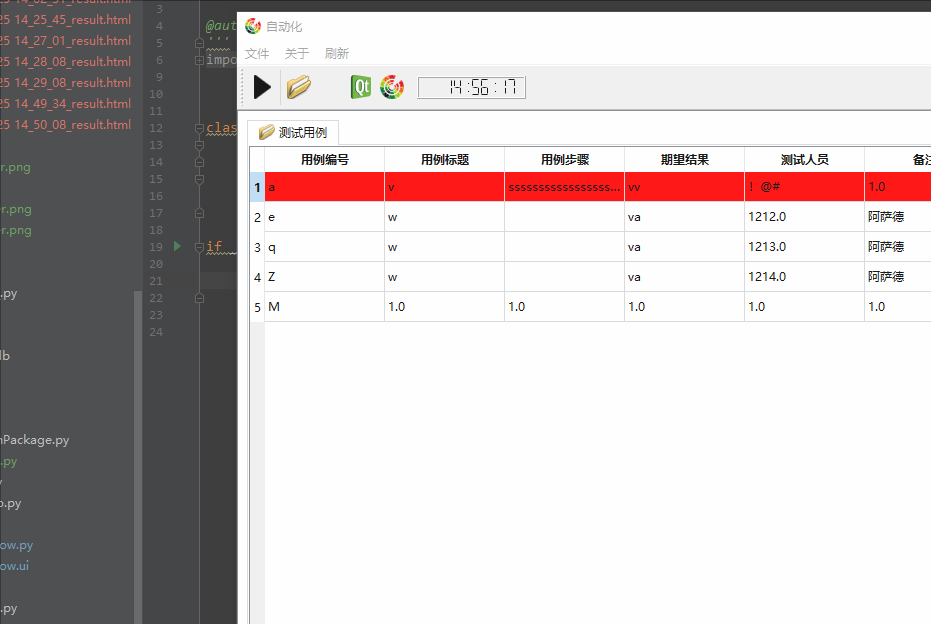 25 14_25_45_result.html
25 14_27_01_result.html
25 14_28_08_result.html
25 14_29_08_result.html
25 14_49_34_result.html
25 14_50_08_result.html
r.png
r.png
r.png
.py
lb
nPackage.py
.py
o.py
ow.py
ow.ui
.py
3
4 @aut
5 '''
6 impo
9
10
11
12 clas
13
14
15
16
17
18
19 if _
20
21
22
23
24
自动化
文件 关于 刷新
Qt 14:56:17
测试用例
用例编号 用例标题 用例步骤 期望结果 测试人员 备注
1 a v ssssssssssssssss... vv ！@# 1.0
2 e w va 1212.0 阿萨德
3 q w va 1213.0 阿萨德
4 Z w va 1214.0 阿萨德
5 M 1.0 1.0 1.0 1.0 1.0